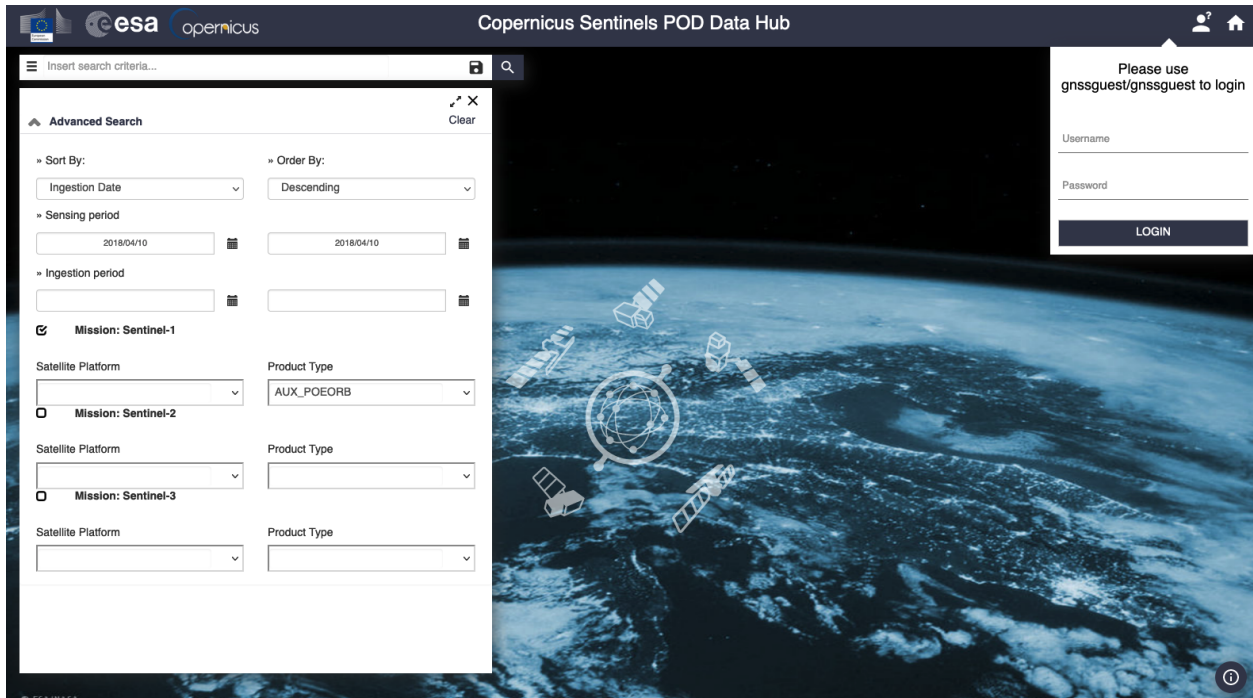 esa
opernicus
Copernicus Sentinels POD Data Hub
Insert search criteria...
Please use
gnssguest/gnssguest to login
Username
Password
LOGIN
Advanced Search
Clear
» Sort By:
» Order By:
Ingestion Date
Descending
» Sensing period
2018/04/10
2018/04/10
» Ingestion period
Mission: Sentinel-1
Satellite Platform
Product Type
AUX_POEORB
Mission: Sentinel-2
Satellite Platform
Product Type
Mission: Sentinel-3
Satellite Platform
Product Type